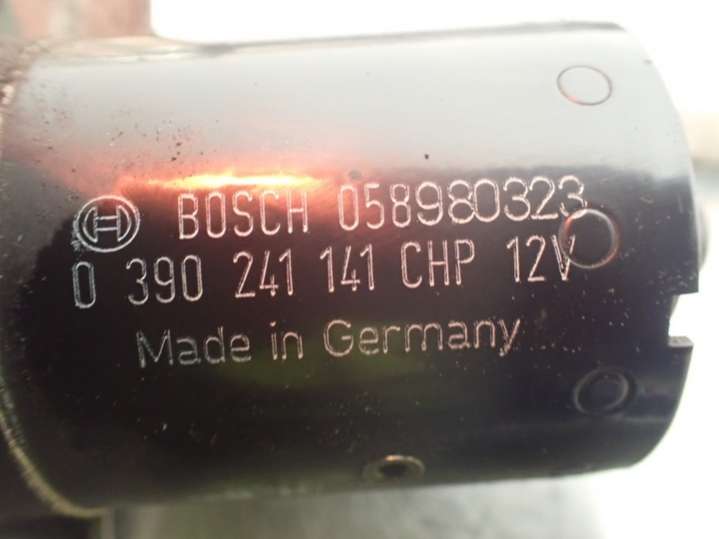 BOSCH 058980323
0 390 241 141 CHP 12V
Made in Germany